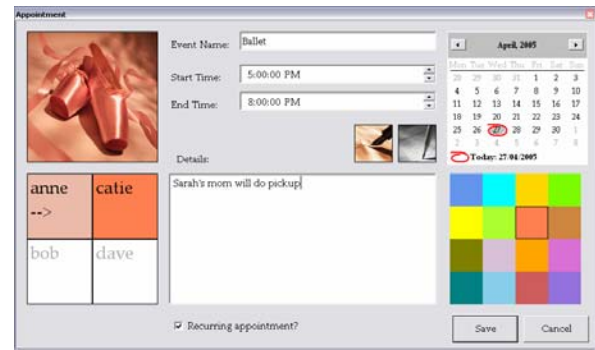 Appointment
Event Name: Ballet
Start Time: 5:00:00 PM
End Time: 8:00:00 PM
Details:
Sarah's mom will do pickup
anne catie
-->
bob dave
Recurring appointment?
April, 2005
Mon Tue Wed Thu Fri Sat Sun
28 29 30 31 1 2 3
4 5 6 7 8 9 10
11 12 13 14 15 16 17
18 19 20 21 22 23 24
25 26 27 28 29 30 1
2 3 4 5 6 7 8
Today: 27/04/2005
Save Cancel